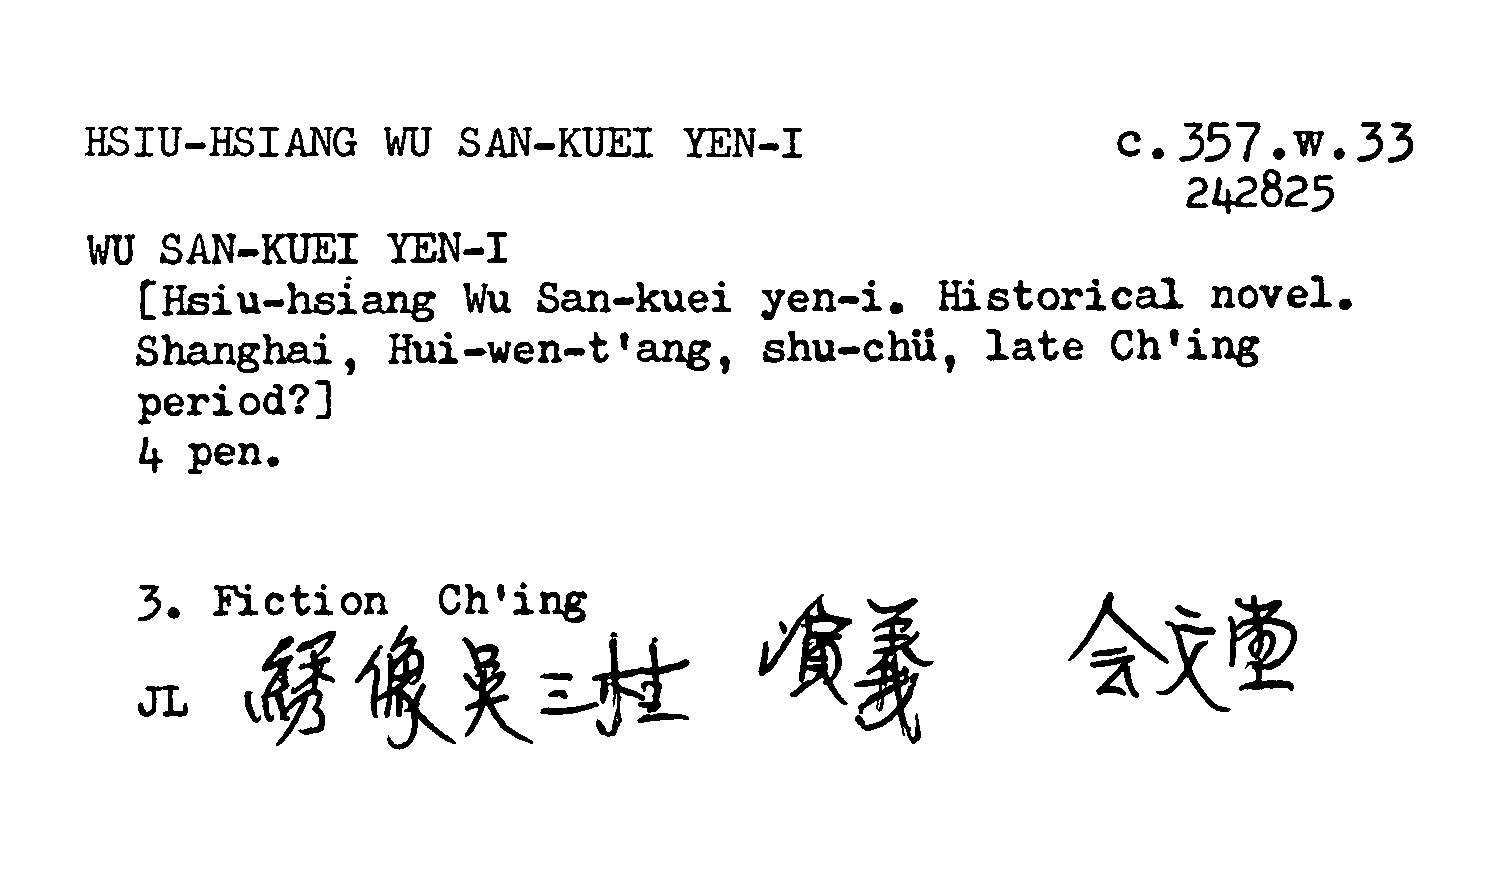 HSIU-HSIANG WU SAN-KUEI YEN-I c.357.w.33
242825
WU SAN-KUEI YEN-I
[Hsiu-hsiang Wu San-kuei yen-i. Historical novel.
Shanghai, Hui-wen-t'ang, shu-chü, late Ch'ing
period?]
4 pen.
3. Fiction Ch'ing
JL 繡像吳三桂 演義 会文堂